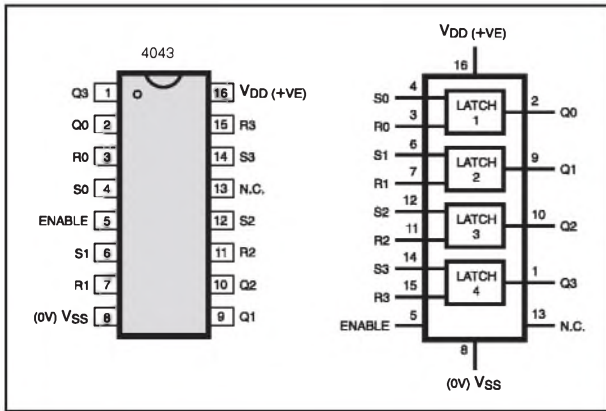 4043
Q3 1 16 VDD (+VE)
Q0 2 15 R3
R0 3 14 S3
S0 4 13 N.C.
ENABLE 5 12 S2
S1 6 11 R2
R1 7 10 Q2
(0V) VSS 8 9 Q1
VDD (+VE)
16
4
S0 LATCH 2
R0 1 Q0
3
6
S1 LATCH 9
R1 2 Q1
7
12
S2 LATCH 10
R2 3 Q2
11
14
S3 LATCH 1
R3 4 Q3
15
5 13
ENABLE N.C.
8
(0V) VSS